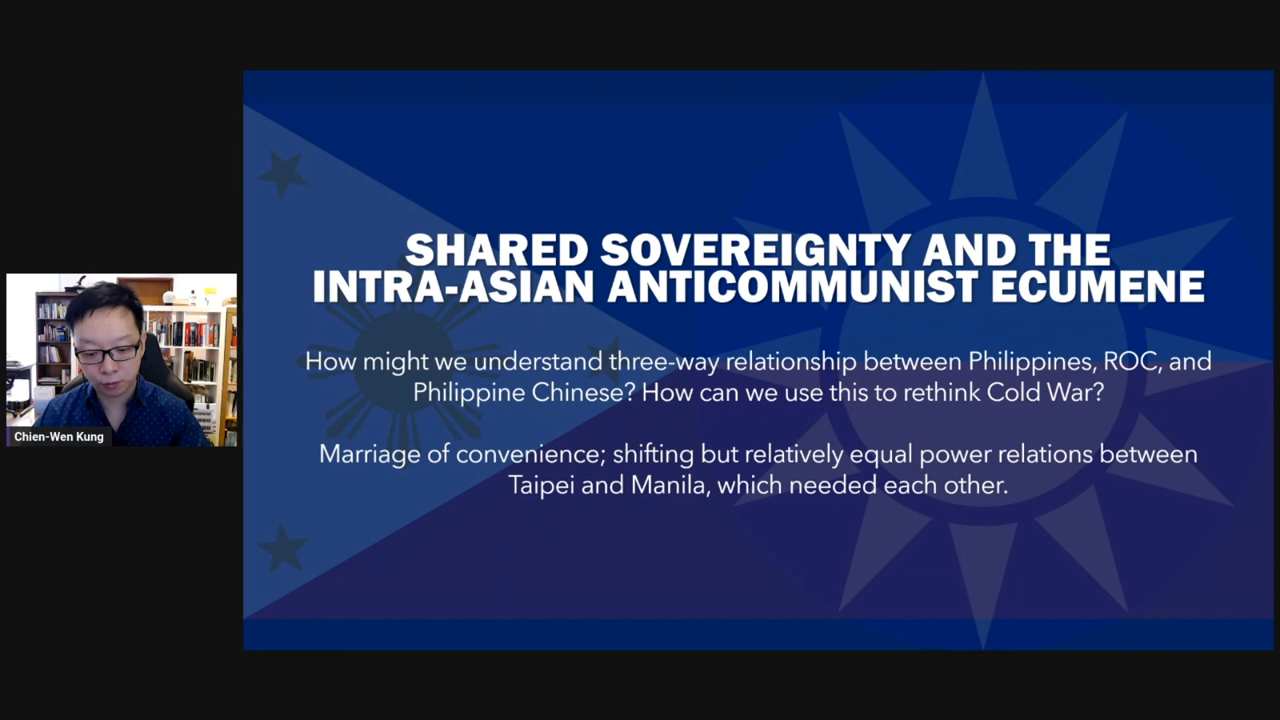 SHARED SOVEREIGNTY AND THE
INTRA-ASIAN ANTICOMMUNIST ECUMENE
How might we understand three-way relationship between Philippines, ROC, and
Philippine Chinese? How can we use this to rethink Cold War?
Marriage of convenience; shifting but relatively equal power relations between
Taipei and Manila, which needed each other.
Chien-Wen Kung